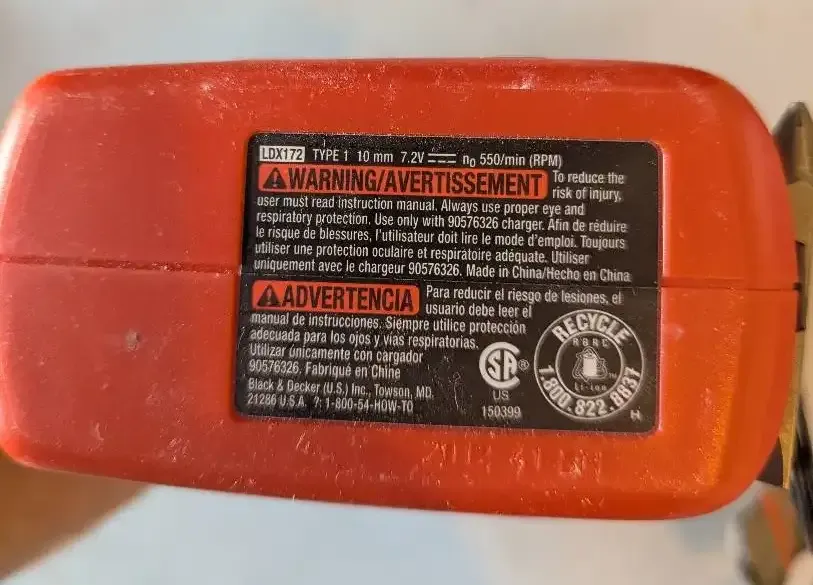 LDX172 TYPE 1 10 mm 7.2V n0 550/min (RPM)
WARNING/AVERTISSEMENT To reduce the
risk of injury,
user must read instruction manual. Always use proper eye and
respiratory protection. Use only with 90576326 charger. Afin de réduire
le risque de blessures, l'utilisateur doit lire le mode d'emploi. Toujours
utiliser une protection oculaire et respiratoire adéquate. Utiliser
uniquement avec le chargeur 90576326. Made in China/Hecho en China
ADVERTENCIA Para reducir el riesgo de lesiones, el
usuario debe leer el
manual de instrucciones. Siempre utilice protección
adecuada para los ojos y vías respiratorias.
Utilizar únicamente con cargador
90576326. Fabriqué en Chine
Black & Decker (U.S.) Inc., Towson, MD.
21286 U.S.A. ?: 1-800-54-HOW-TO
SA ®
US
150399
RECYCLE
RBRC
TM
Li-ion
1.800.822.8837